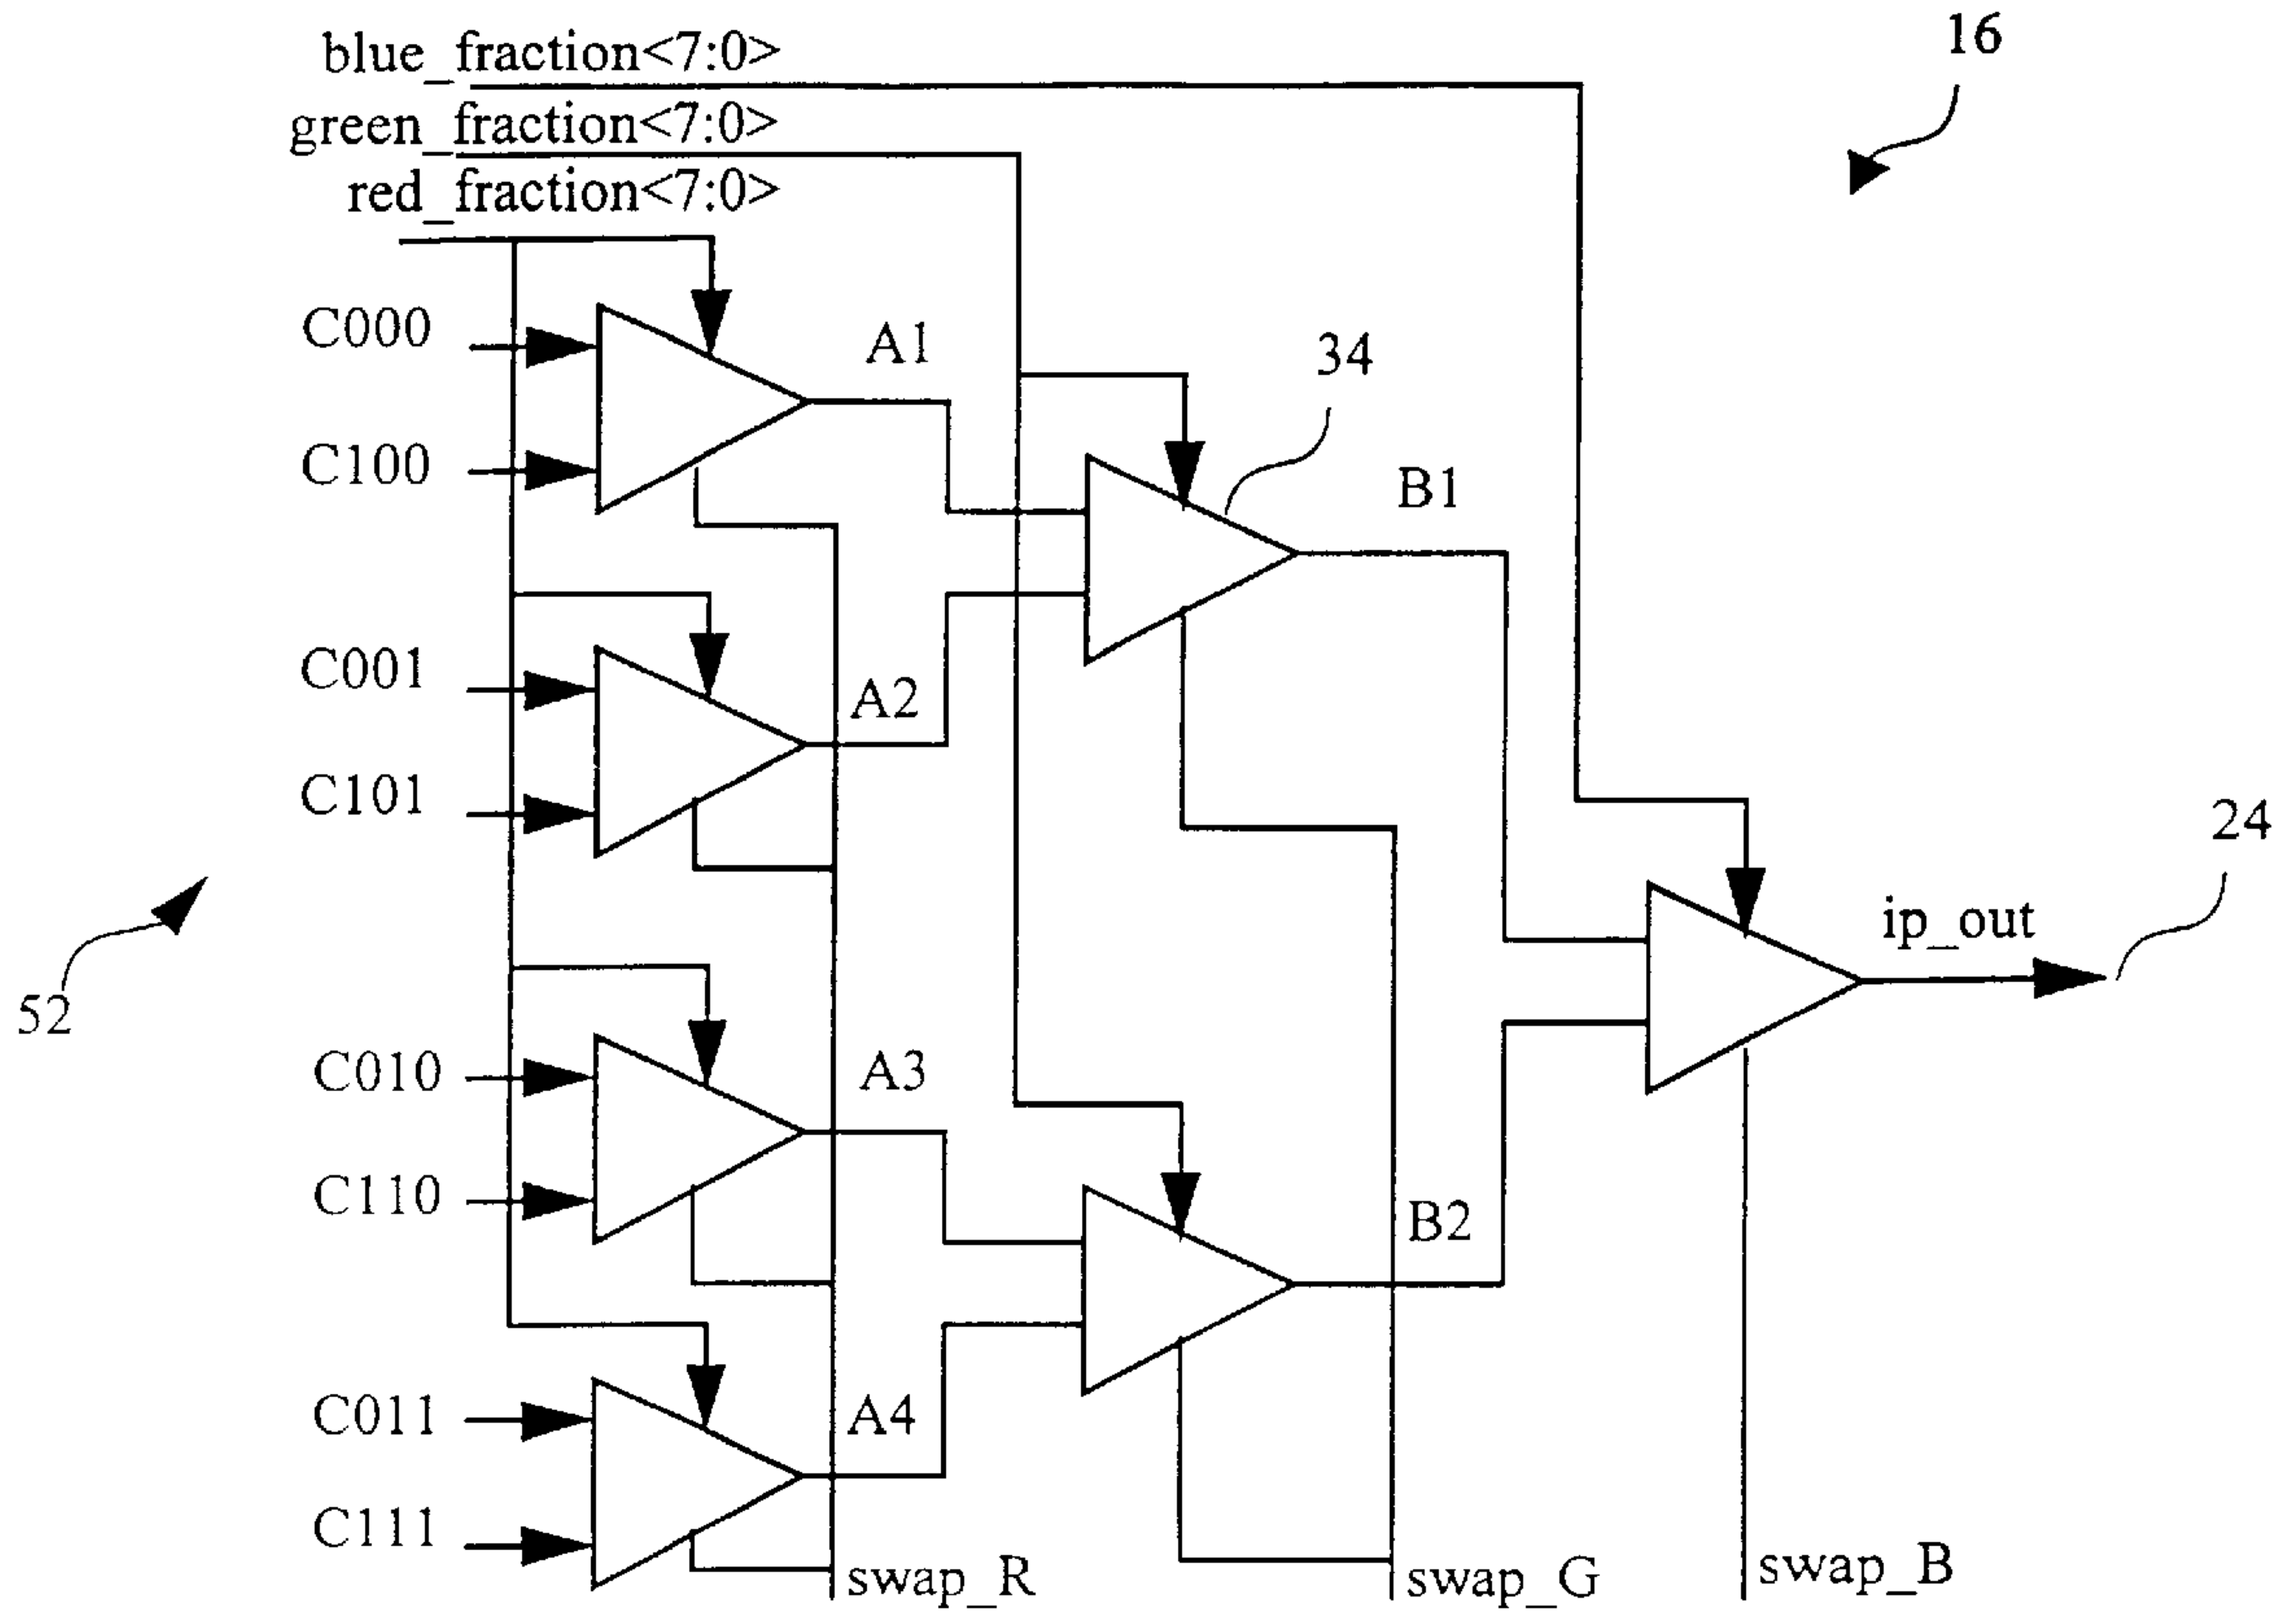 blue_fraction<7:0>
16
green_fraction<7:0>
red_fraction<7:0>
C000
A1
34
C100
B1
C001
A2
C101
24
ip_out
52
C010
A3
C110
B2
C011
A4
C111
swap_R
swap_G
swap_B